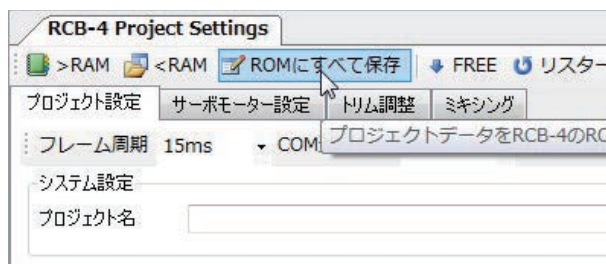 RCB-4 Project Settings
>RAM <RAM ROMにすべて保存 FREE リスター
プロジェクト設定 サーボモーター設定 トリム調整 ミキシング
フレーム周期 15ms COM プロジェクトデータをRCB-4のRO
システム設定
プロジェクト名